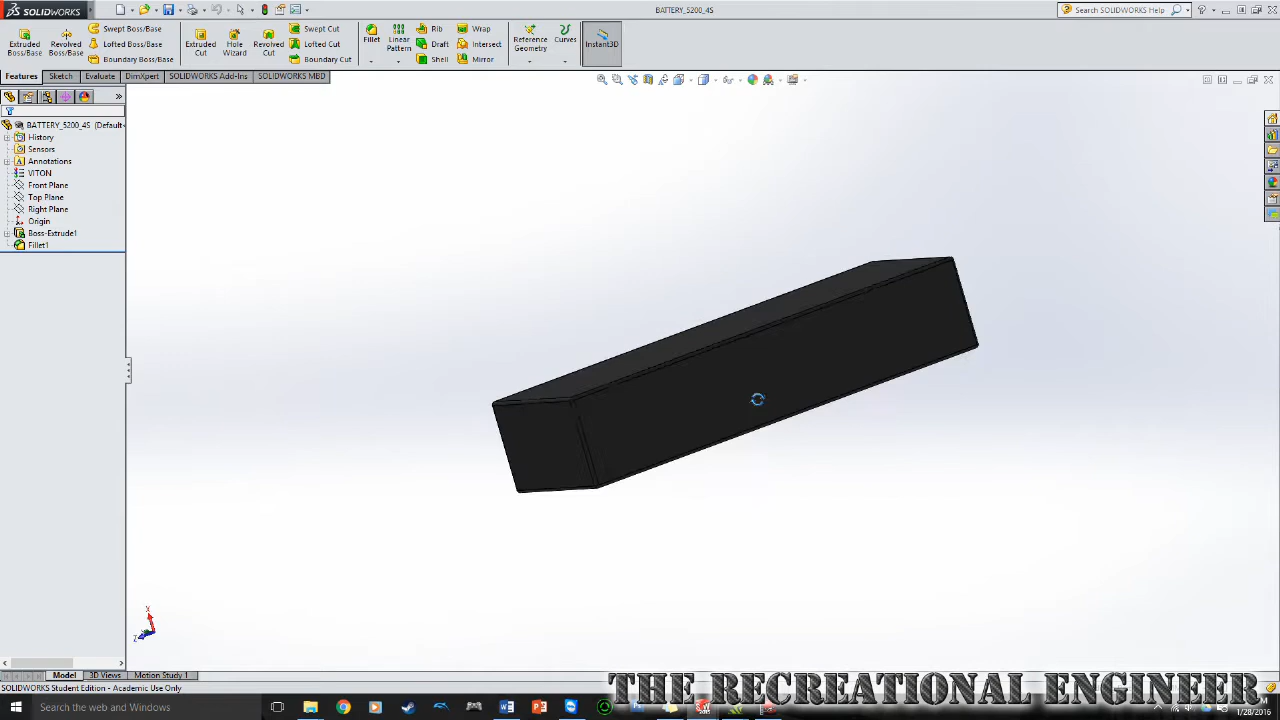 SOLIDWORKS
BATTERY_5200_4S
Search SOLIDWORKS Help
Extruded Boss/Base
Revolved Boss/Base
Swept Boss/Base
Lofted Boss/Base
Boundary Boss/Base
Extruded Cut
Hole Wizard
Revolved Cut
Swept Cut
Lofted Cut
Boundary Cut
Fillet
Linear Pattern
Rib
Draft
Shell
Wrap
Intersect
Mirror
Reference Geometry
Curves
Instant3D
Features
Sketch
Evaluate
DimXpert
SOLIDWORKS Add-Ins
SOLIDWORKS MBD
BATTERY_5200_4S (Default
History
Sensors
Annotations
VITON
Front Plane
Top Plane
Right Plane
Origin
Boss-Extrude1
Fillet1
X
Z
Model
3D Views
Motion Study 1
SOLIDWORKS Student Edition - Academic Use Only
THE RECREATIONAL ENGINEER.
Search the web and Windows
1/28/2016